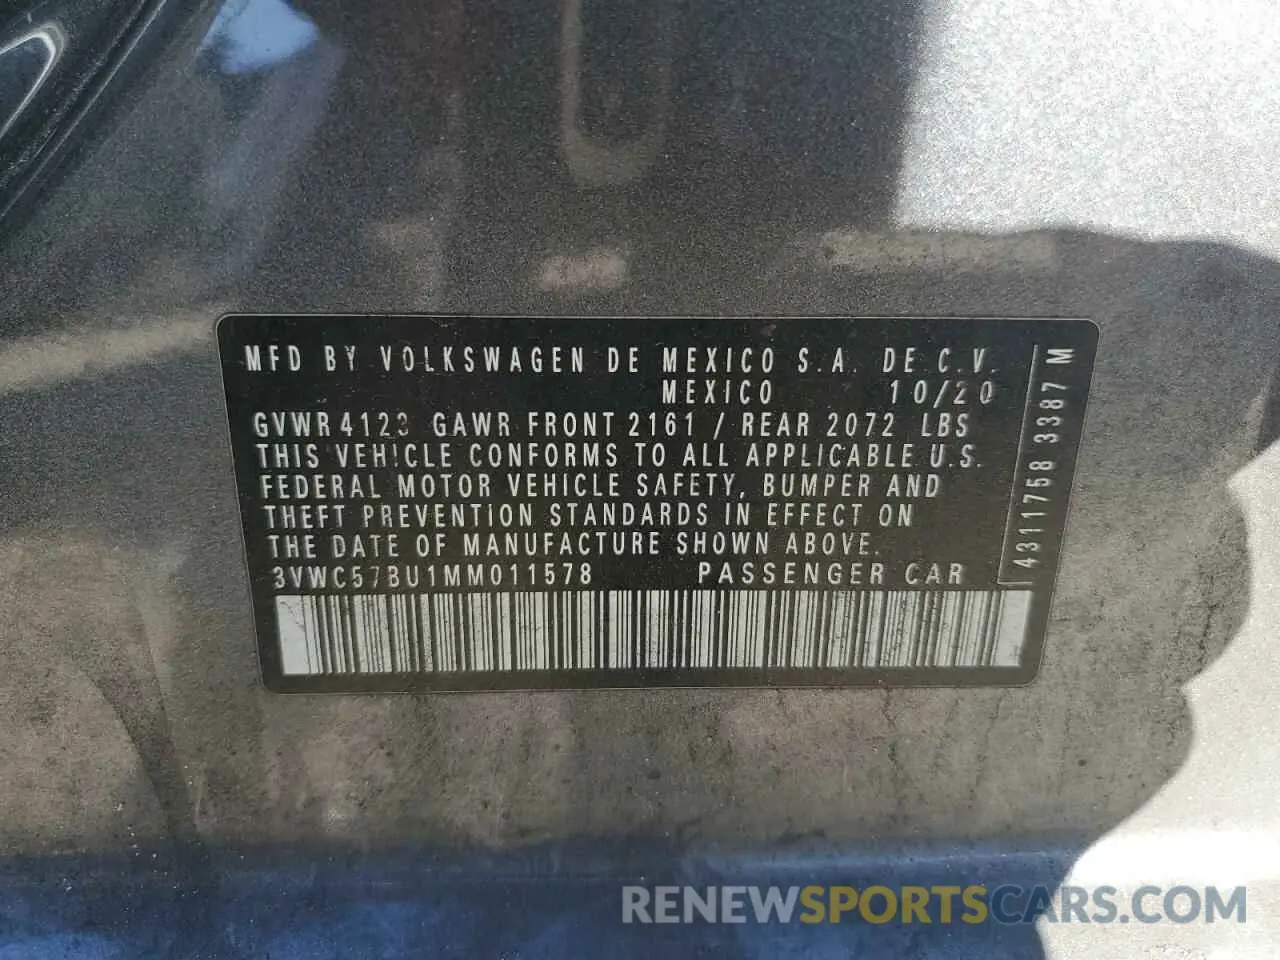 MFD BY VOLKSWAGEN DE MEXICO S.A. DE C.V.
MEXICO 10/20
GVWR 4123 GAWR FRONT 2161 / REAR 2072 LBS
THIS VEHICLE CONFORMS TO ALL APPLICABLE U.S.
FEDERAL MOTOR VEHICLE SAFETY, BUMPER AND
THEFT PREVENTION STANDARDS IN EFFECT ON
THE DATE OF MANUFACTURE SHOWN ABOVE.
3VWC57BU1MM011578 PASSENGER CAR
4311758 3387 M
RENEWSPORTSCARS.COM